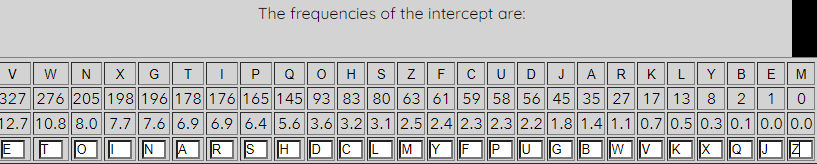 The frequencies of the intercept are:
V W N X G T I P Q O H S Z F C U D J A R K L Y B E M
327 276 205 198 196 178 176 165 145 93 83 80 63 61 59 58 56 45 35 27 17 13 8 2 1 0
12.7 10.8 8.0 7.7 7.6 6.9 6.9 6.4 5.6 3.6 3.2 3.1 2.5 2.4 2.3 2.3 2.2 1.8 1.4 1.1 0.7 0.5 0.3 0.1 0.0 0.0
E T O I N A R S H D C L M Y F P U G B W V K X Q J Z